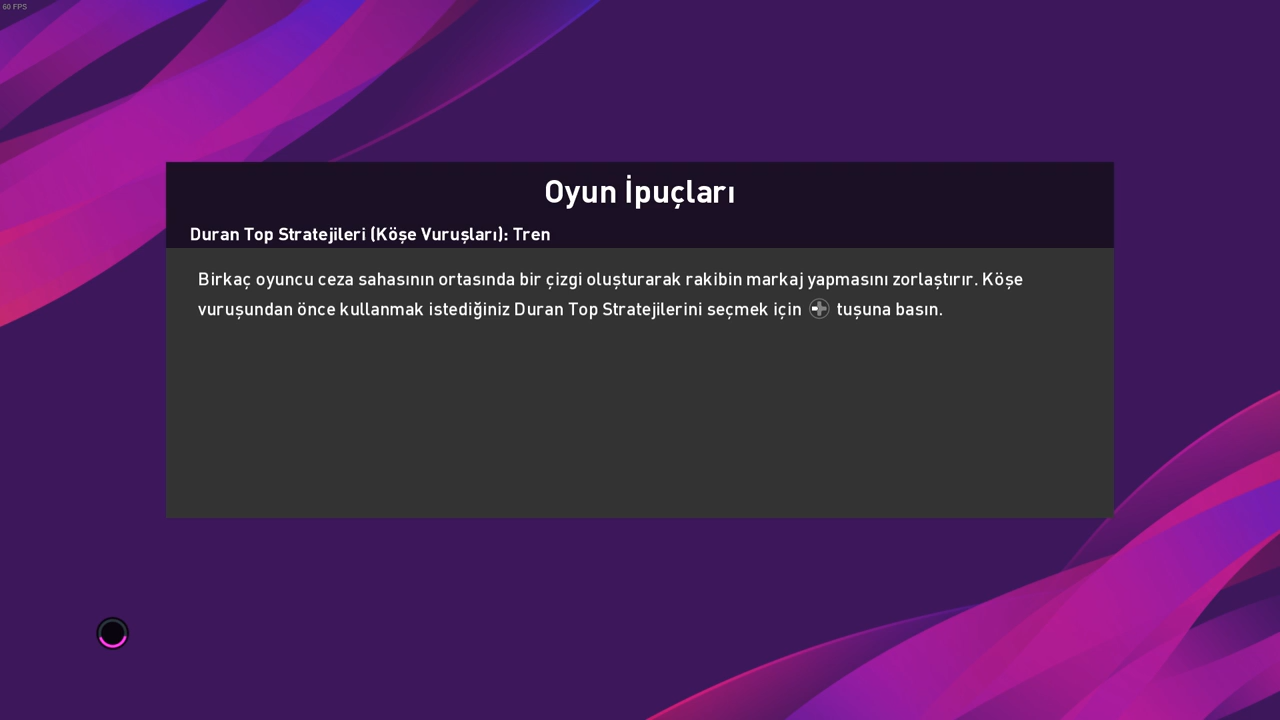 60 FPS
Oyun İpuçları
Duran Top Stratejileri (Köşe Vuruşları): Tren
Birkaç oyuncu ceza sahasının ortasında bir çizgi oluşturarak rakibin markaj yapmasını zorlaştırır. Köşe
vuruşundan önce kullanmak istediğiniz Duran Top Stratejilerini seçmek için tuşuna basın.